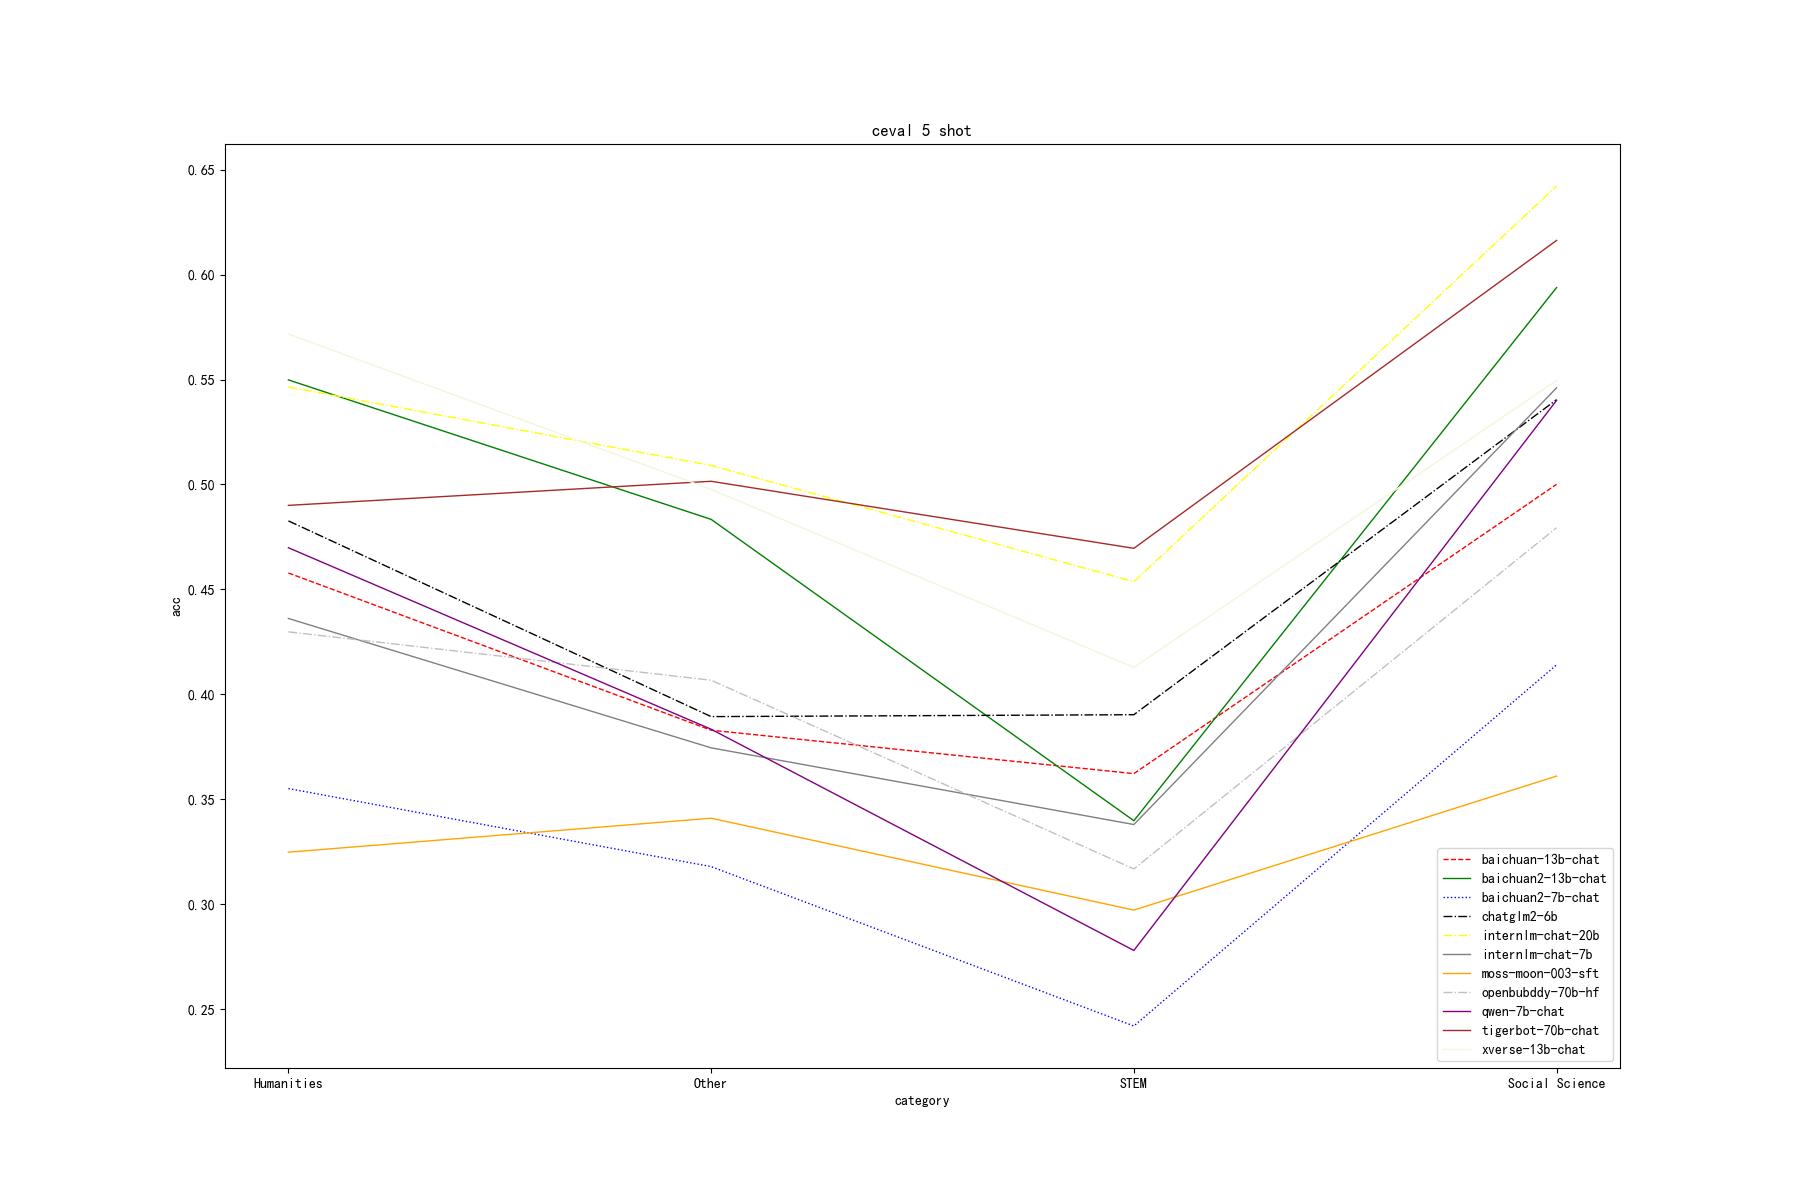 ceval 5 shot
0.65
0.60
0.55
0.50
0.45
0.40
0.35
0.30
0.25
acc
baichuan-13b-chat
baichuan2-13b-chat
baichuan2-7b-chat
chatglm2-6b
internlm-chat-20b
internlm-chat-7b
moss-moon-003-sft
openbubddy-70b-hf
qwen-7b-chat
tigerbot-70b-chat
xverse-13b-chat
Humanities Other STEM Social Science
category